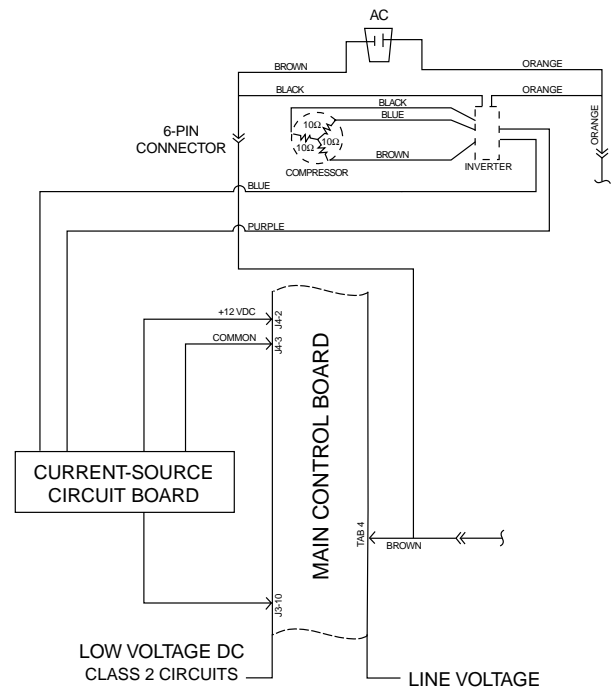 AC
BROWN
ORANGE
BLACK
ORANGE
BLACK
BLUE
10Ω
10Ω
10Ω
6-PIN
CONNECTOR
BROWN
COMPRESSOR
INVERTER
ORANGE
BLUE
PURPLE
+12 VDC
J4-2
COMMON
J4-3
MAIN CONTROL BOARD
CURRENT-SOURCE
CIRCUIT BOARD
TAB 4
BROWN
J3-10
LOW VOLTAGE DC
CLASS 2 CIRCUITS
LINE VOLTAGE